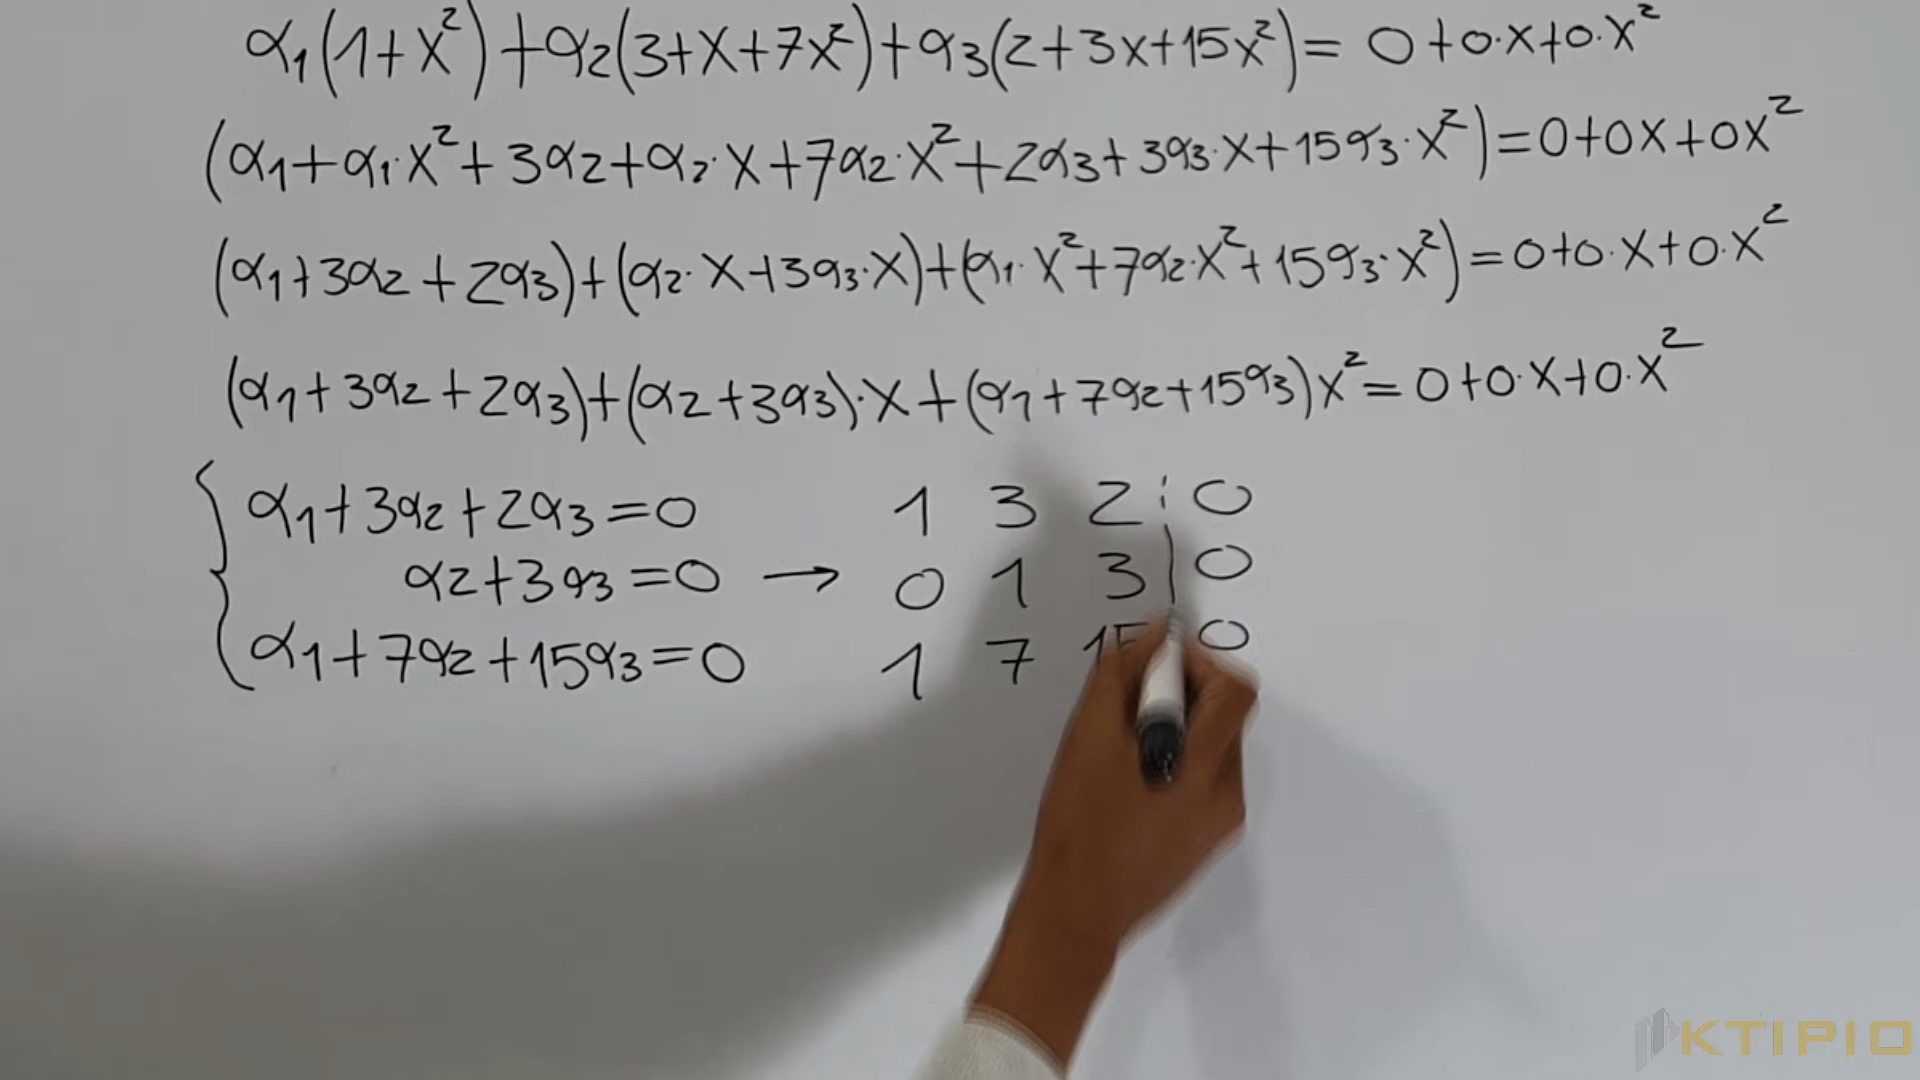 α₁(1+x²)+α₂(3+x+7x²)+α₃(2+3x+15x²)= 0+0·x+0·x²
(α₁+α₁·x²+3α₂+α₂·x+7α₂·x²+2α₃+3α₃·x+15α₃·x²)=0+0x+0x²
(α₁+3α₂+2α₃)+(α₂·x+3α₃·x)+(α₁·x²+7α₂·x²+15α₃·x²)=0+0·x+0·x²
(α₁+3α₂+2α₃)+(α₂+3α₃)·x+(α₁+7α₂+15α₃)x²=0+0·x+0·x²
α₁+3α₂+2α₃=0 1 3 2 | 0
α₂+3α₃=0 → 0 1 3 | 0
α₁+7α₂+15α₃=0 1 7 15 0
KTIPIO